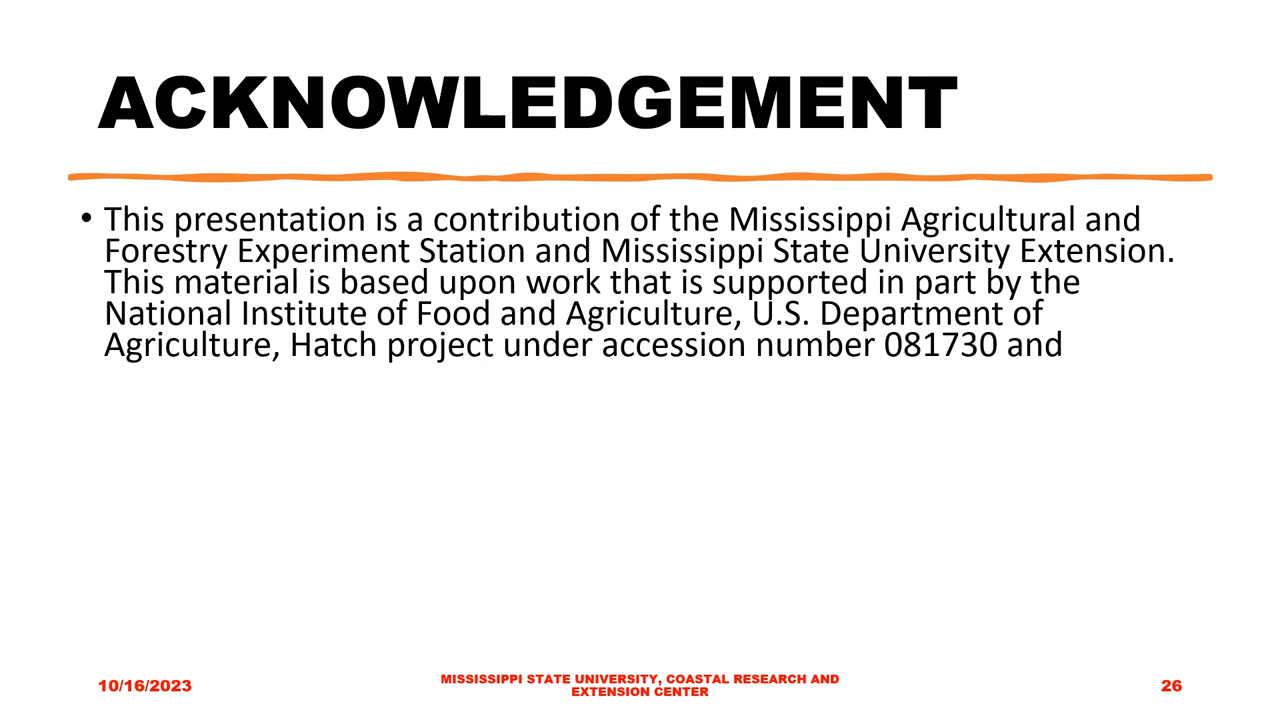 ACKNOWLEDGEMENT
• This presentation is a contribution of the Mississippi Agricultural and
Forestry Experiment Station and Mississippi State University Extension.
This material is based upon work that is supported in part by the
National Institute of Food and Agriculture, U.S. Department of
Agriculture, Hatch project under accession number 081730 and
10/16/2023
MISSISSIPPI STATE UNIVERSITY, COASTAL RESEARCH AND
EXTENSION CENTER
26